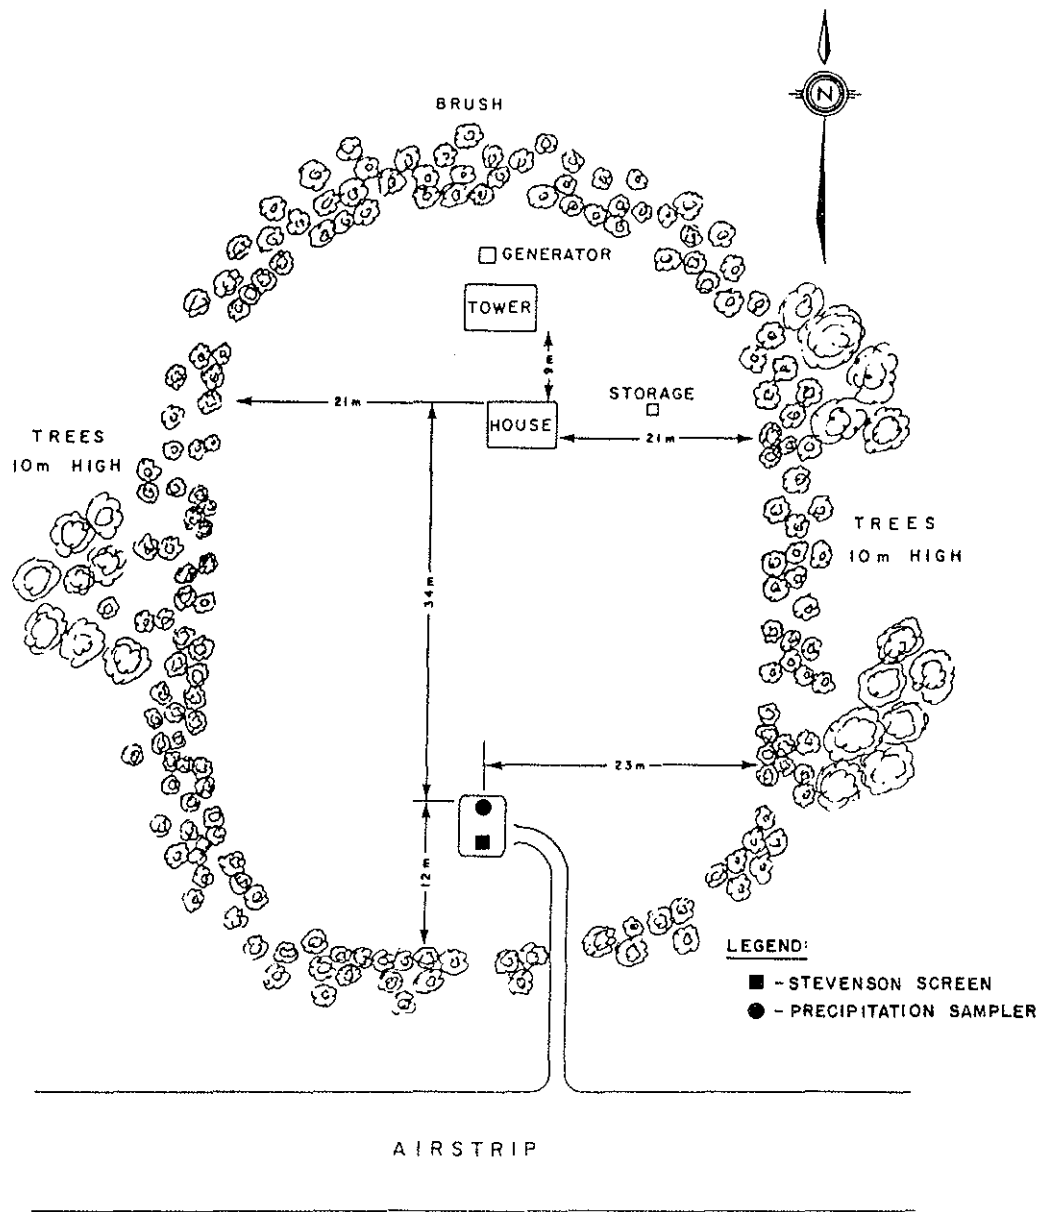 N
BRUSH
GENERATOR
TOWER
9m
STORAGE
21m
HOUSE
21m
TREES
10m HIGH
TREES
10m HIGH
34m
23m
12m
LEGEND:
■ - STEVENSON SCREEN
● - PRECIPITATION SAMPLER
AIRSTRIP